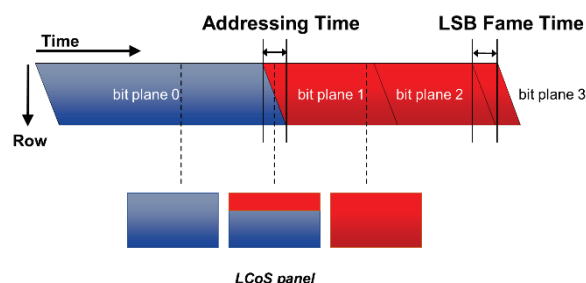 Addressing Time
LSB Fame Time
Time
bit plane 0
bit plane 1
bit plane 2
bit plane 3
Row
LCoS panel